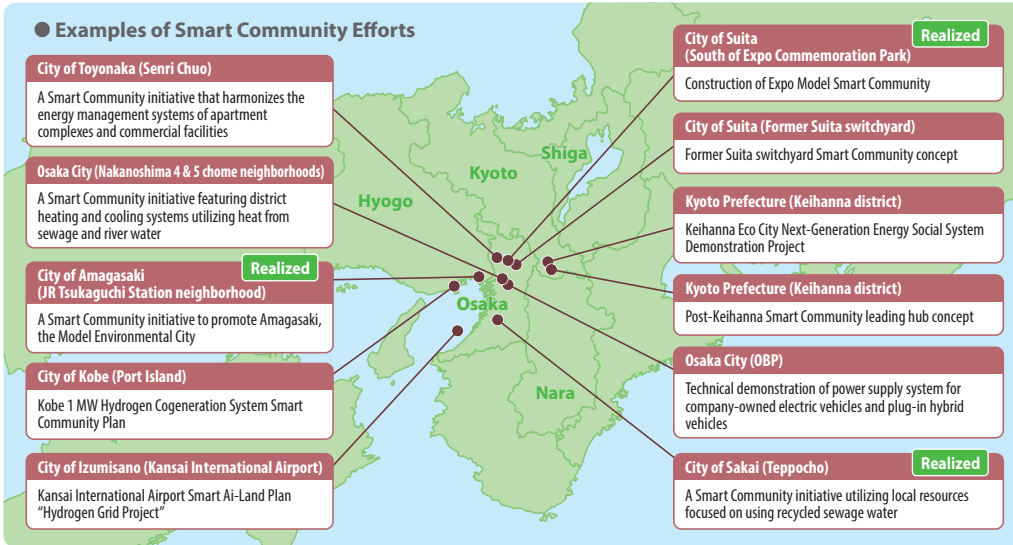 ● Examples of Smart Community Efforts
City of Toyonaka (Senri Chuo)
A Smart Community initiative that harmonizes the
energy management systems of apartment
complexes and commercial facilities
Osaka City (Nakanoshima 4 & 5 chome neighborhoods)
A Smart Community initiative featuring district
heating and cooling systems utilizing heat from
sewage and river water
Realized
City of Amagasaki
(JR Tsukaguchi Station neighborhood)
A Smart Community initiative to promote Amagasaki,
the Model Environmental City
City of Kobe (Port Island)
Kobe 1 MW Hydrogen Cogeneration System Smart
Community Plan
City of Izumisano (Kansai International Airport)
Kansai International Airport Smart Ai-Land Plan
“Hydrogen Grid Project”
Shiga
Kyoto
Hyogo
Osaka
Nara
Realized
City of Suita
(South of Expo Commemoration Park)
Construction of Expo Model Smart Community
City of Suita (Former Suita switchyard)
Former Suita switchyard Smart Community concept
Kyoto Prefecture (Keihanna district)
Keihanna Eco City Next-Generation Energy Social System
Demonstration Project
Kyoto Prefecture (Keihanna district)
Post-Keihanna Smart Community leading hub concept
Osaka City (OBP)
Technical demonstration of power supply system for
company-owned electric vehicles and plug-in hybrid
vehicles
Realized
City of Sakai (Teppocho)
A Smart Community initiative utilizing local resources
focused on using recycled sewage water